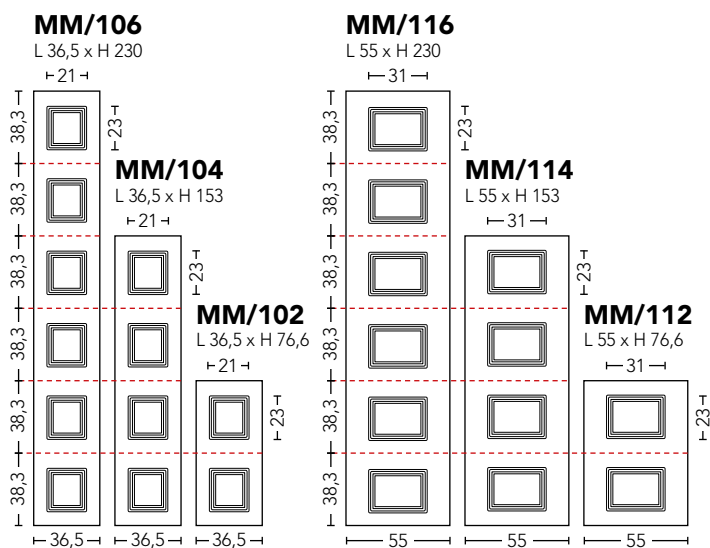 MM/106
L 36,5 x H 230
21
38,3
23
38,3
38,3
38,3
38,3
38,3
36,5
MM/104
L 36,5 x H 153
21
23
36,5
MM/102
L 36,5 x H 76,6
21
23
36,5
MM/116
L 55 x H 230
31
38,3
23
38,3
38,3
38,3
38,3
38,3
55
MM/114
L 55 x H 153
31
23
55
MM/112
L 55 x H 76,6
31
23
55